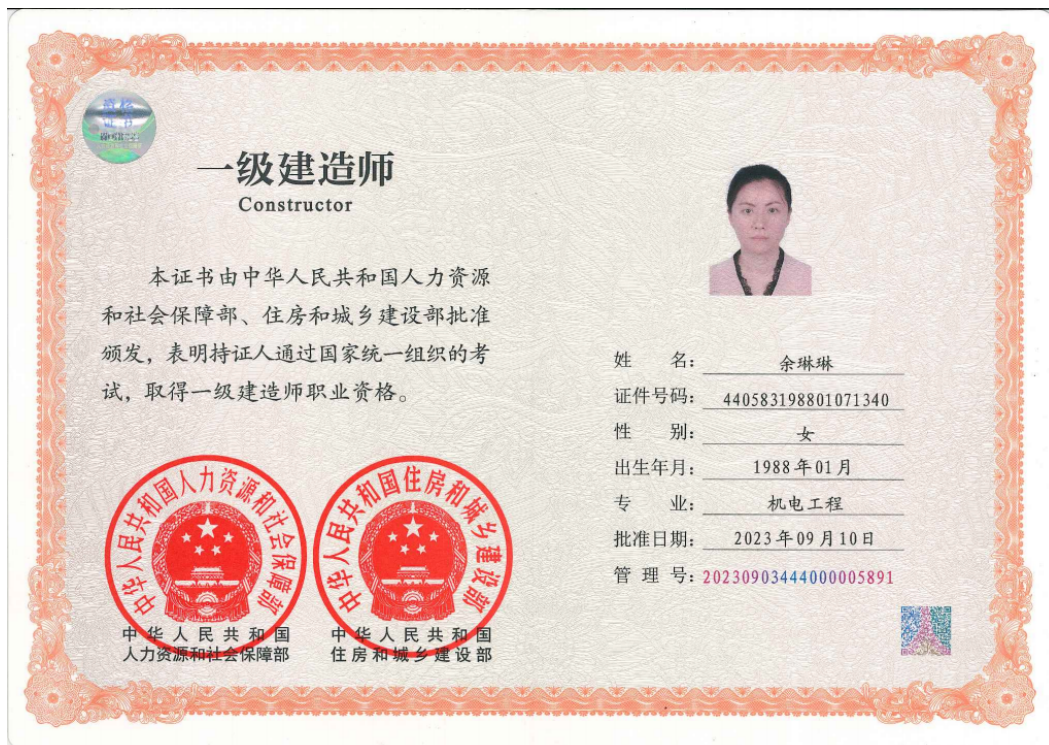 一级建造师
Constructor
本证书由中华人民共和国人力资源
和社会保障部、住房和城乡建设部批准
颁发，表明持证人通过国家统一组织的考
试，取得一级建造师职业资格。
中华人民共和国人力资源和社会保障部
中华人民共和国住房和城乡建设部
中华人民共和国
人力资源和社会保障部
中华人民共和国
住房和城乡建设部
姓 名：余琳琳
证件号码：440583198801071340
性 别：女
出生年月：1988年01月
专 业：机电工程
批准日期：2023年09月10日
管 理 号：20230903444000005891